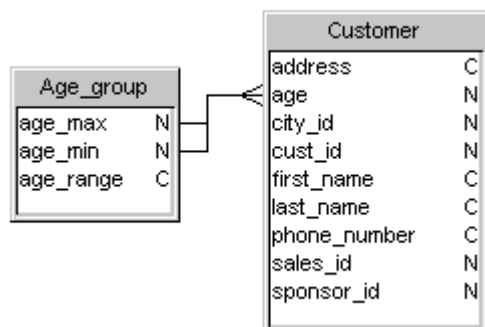 Age_group
age_max N
age_min N
age_range C
Customer
address C
age N
city_id N
cust_id N
first_name C
last_name C
phone_number C
sales_id N
sponsor_id N